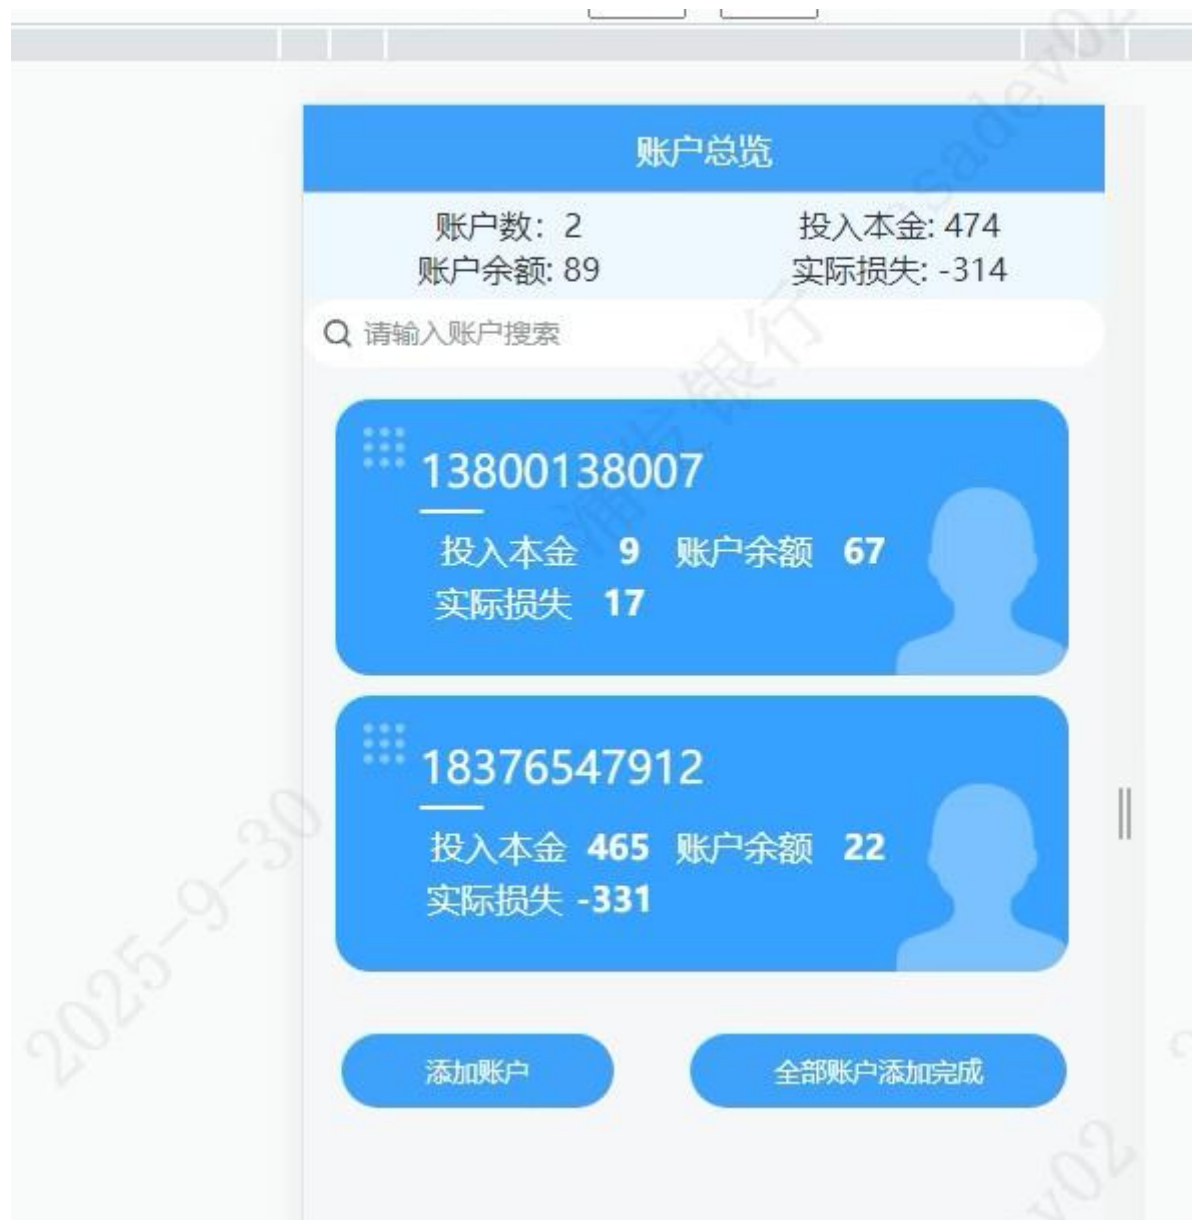 账户总览
账户数：2
投入本金: 474
账户余额: 89
实际损失: -314
请输入账户搜索
13800138007
投入本金 9 账户余额 67
实际损失 17
18376547912
投入本金 465 账户余额 22
实际损失 -331
添加账户
全部账户添加完成
浦发银行
2025-9-30